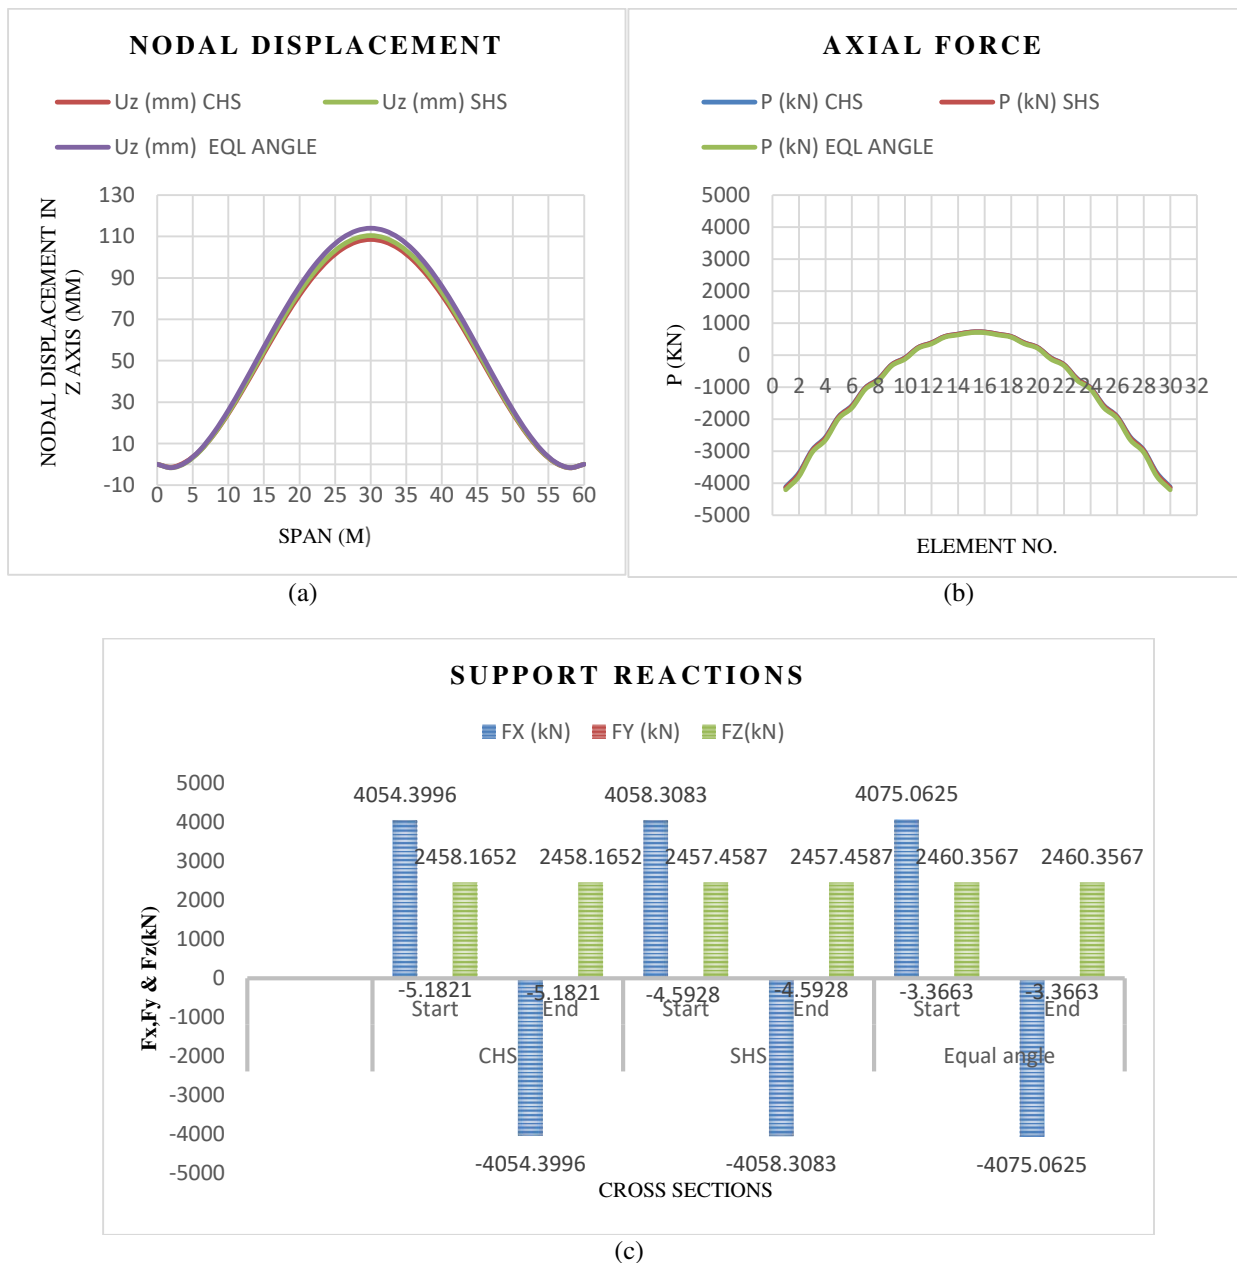 NODAL DISPLACEMENT
Uz (mm) CHS
Uz (mm) SHS
Uz (mm) EQL ANGLE
NODAL DISPLACEMENT IN
Z AXIS (MM)
130
110
90
70
50
30
10
-10
0 5 10 15 20 25 30 35 40 45 50 55 60
SPAN (M)
(a)
AXIAL FORCE
P (kN) CHS
P (kN) SHS
P (kN) EQL ANGLE
P (KN)
5000
4000
3000
2000
1000
0
-1000
-2000
-3000
-4000
-5000
0 2 4 6 8 10 12 14 16 18 20 22 24 26 28 30 32
ELEMENT NO.
(b)
SUPPORT REACTIONS
FX (kN) FY (kN) FZ(kN)
Fx,Fy & Fz(kN)
5000
4000
3000
2000
1000
0
-1000
-2000
-3000
-4000
-5000
4054.3996 4058.3083 4075.0625
2458.1652 2458.1652 2457.4587 2457.4587 2460.3567 2460.3567
-5.1821 -5.1821 -4.5928 -4.5928 -3.3663 -3.3663
Start End Start End Start End
CHS SHS Equal angle
-4054.3996 -4058.3083 -4075.0625
CROSS SECTIONS
(c)